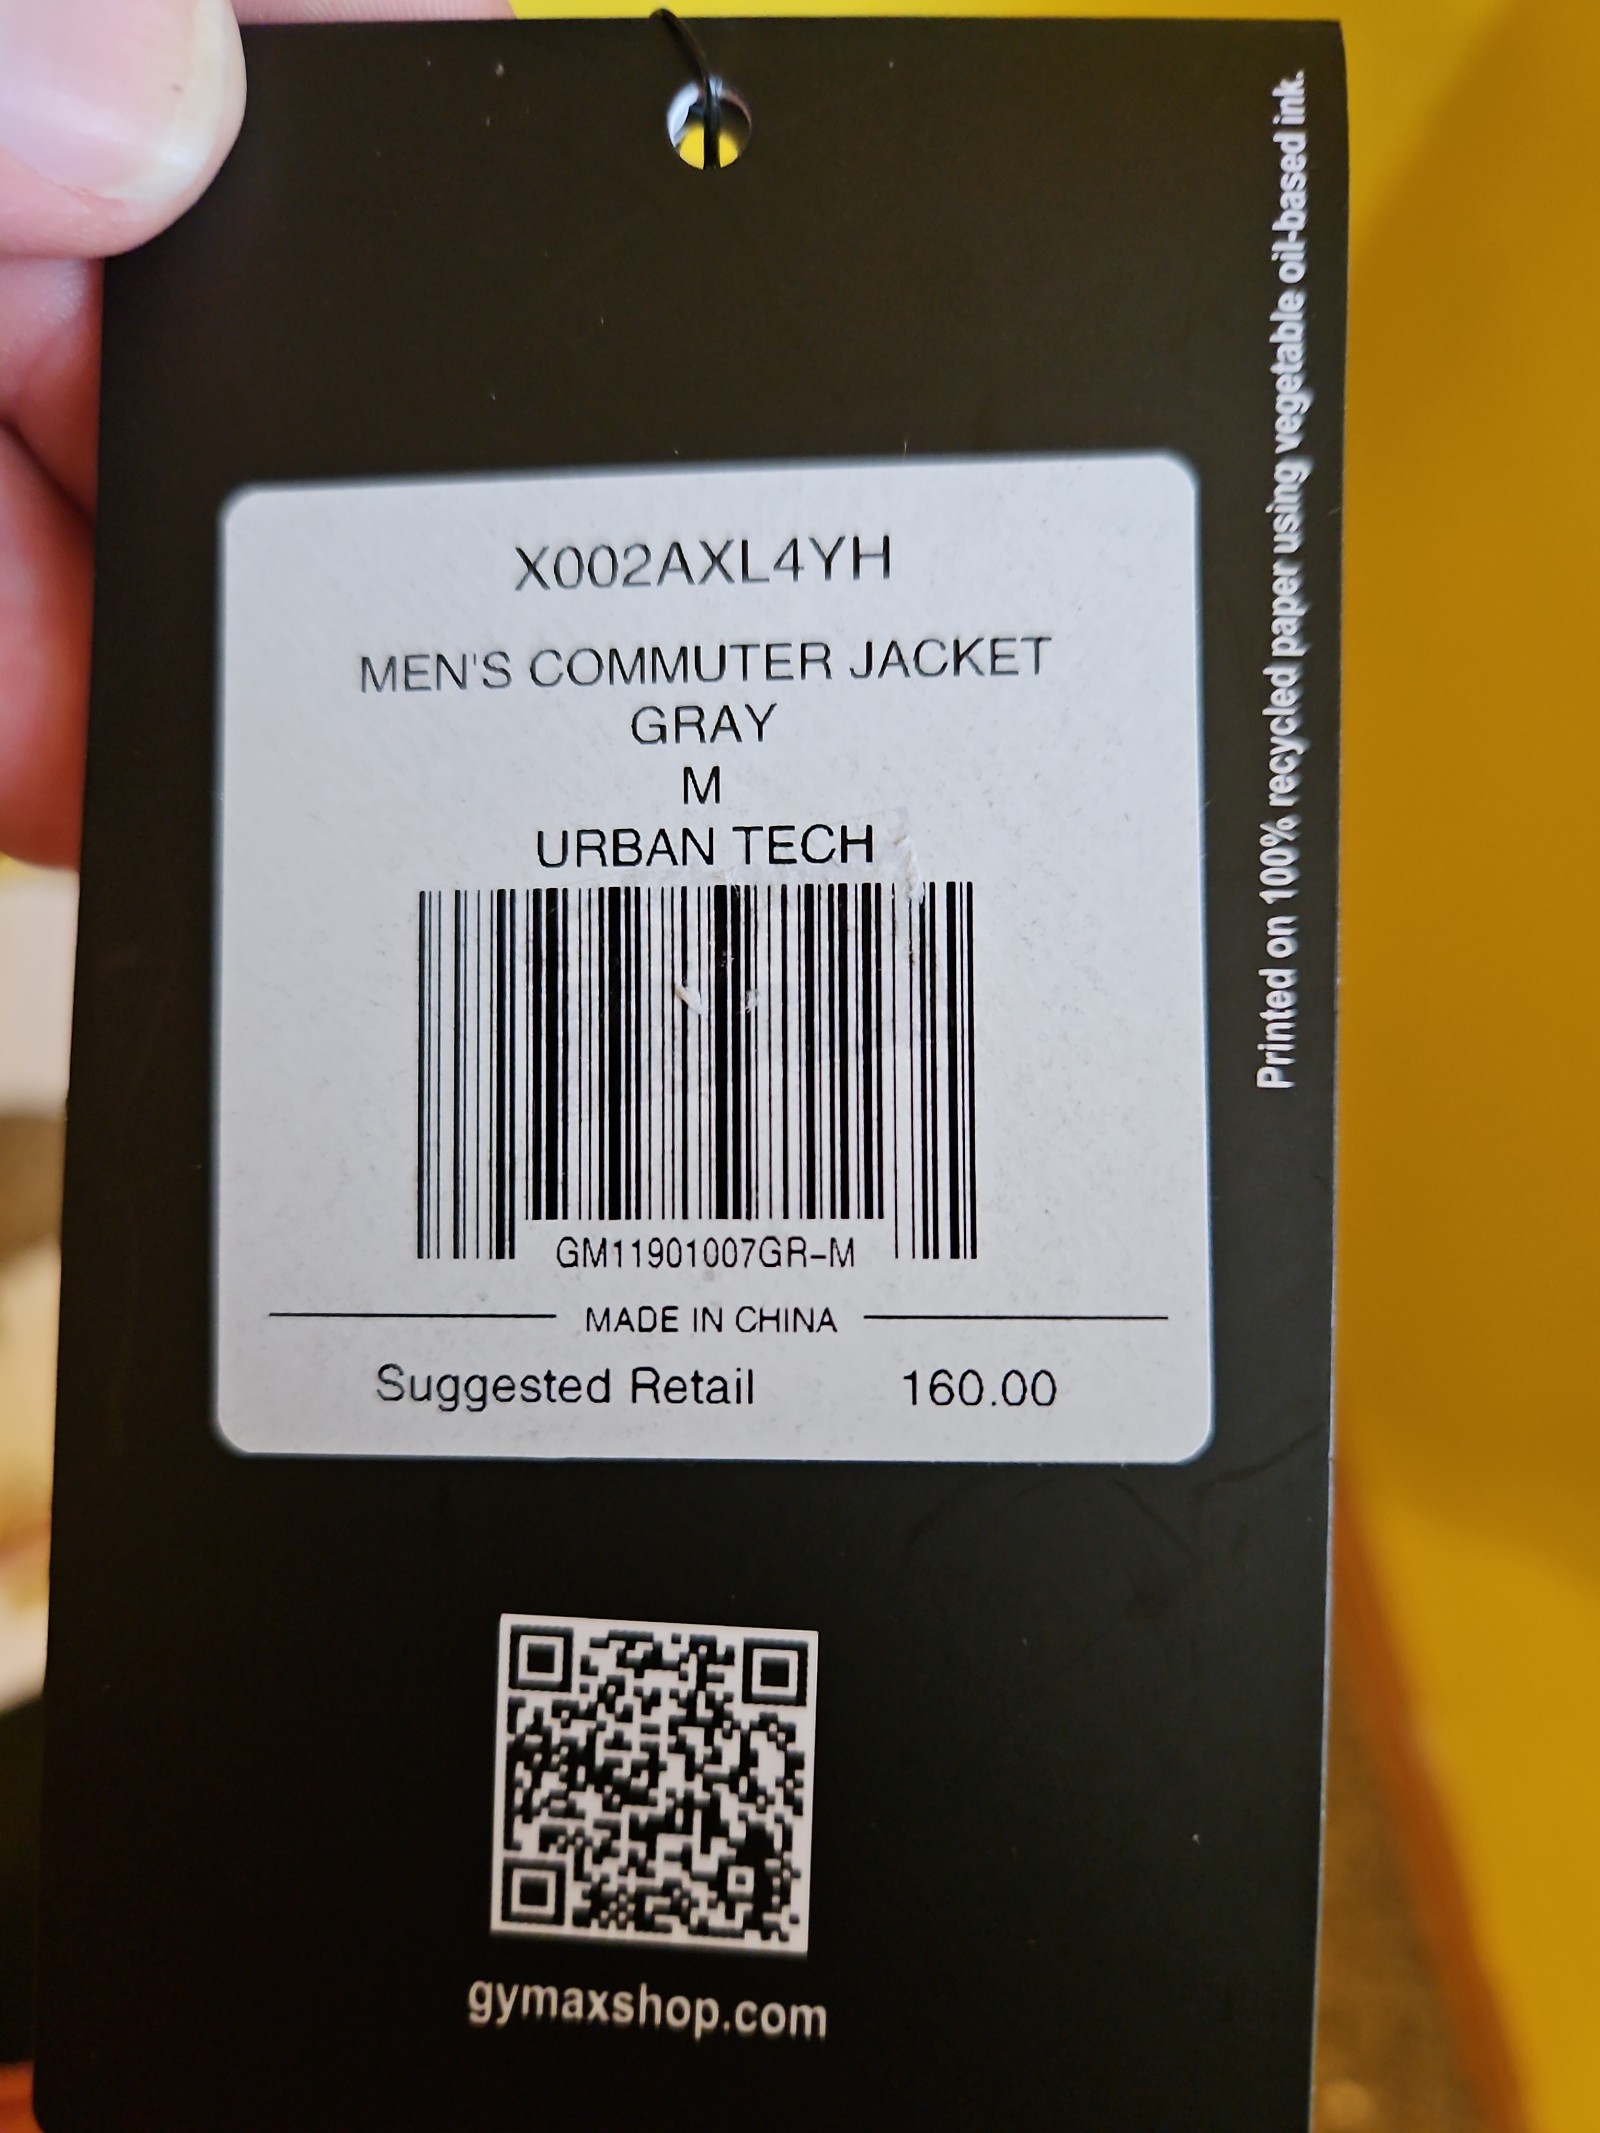 X002AXL4YH
MEN'S COMMUTER JACKET
GRAY
M
URBAN TECH
GM11901007GR-M
MADE IN CHINA
Suggested Retail 160.00
gymaxshop.com
Printed on 100% recycled paper using vegetable oil-based ink.